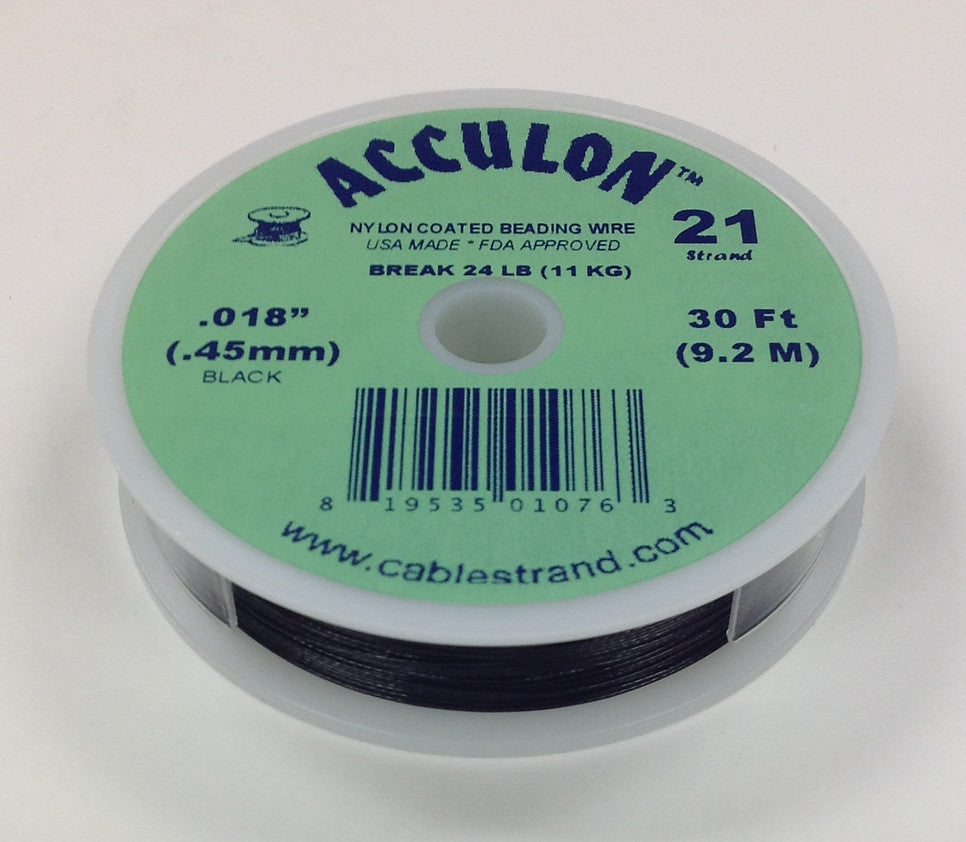 ACCULON™
NYLON COATED BEADING WIRE
USA MADE * FDA APPROVED
BREAK 24 LB (11 KG)
21
Strand
.018”
(.45mm)
BLACK
30 Ft
(9.2 M)
8 19535 01076 3
www.cablestrand.com